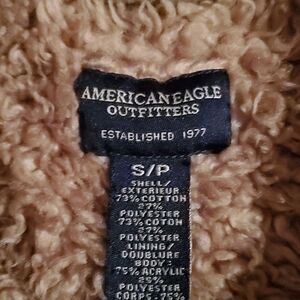 AMERICAN EAGLE
OUTFITTERS
ESTABLISHED 1977
S/P
SHELL/
EXTERIEUR
73% COTTON
27%
POLYESTER
73% COTON
27%
POLYESTER
LINING/
DOUBLURE
BODY:
75% ACRYLIC
25%
POLYESTER
CORPS-75%